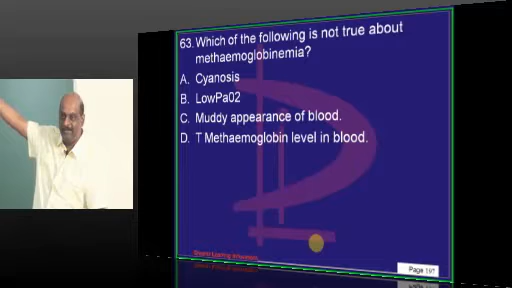 63. Which of the following is not true about
methaemoglobinemia?
A. Cyanosis
B. LowPa02
C. Muddy appearance of blood.
D. T Methaemoglobin level in blood.
Page 197